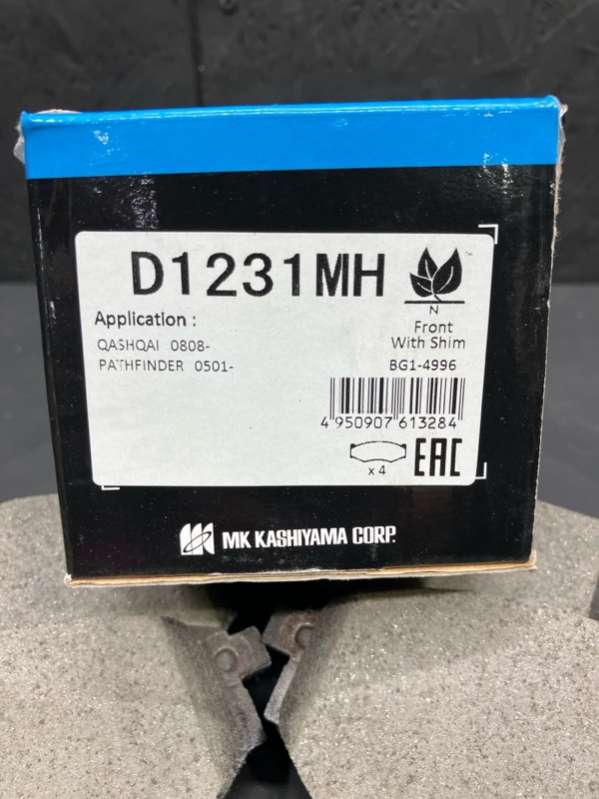 D1231MH
N
Application :
Front
With Shim
QASHQAI 0808-
PATHFINDER 0501-
BG1-4996
4 950907 613284
x 4
EAC
MK KASHIYAMA CORP.